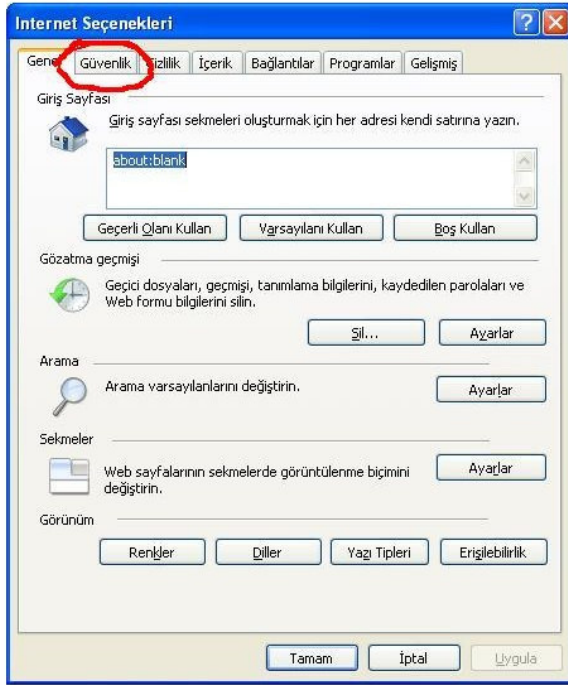 Internet Seçenekleri
Genel Güvenlik Gizlilik İçerik Bağlantılar Programlar Gelişmiş
Giriş Sayfası
Giriş sayfası sekmeleri oluşturmak için her adresi kendi satırına yazın.
about:blank
Geçerli Olanı Kullan Varsayılanı Kullan Boş Kullan
Gözatma geçmişi
Geçici dosyaları, geçmişi, tanımlama bilgilerini, kaydedilen parolaları ve
Web formu bilgilerini silin.
Sil... Ayarlar
Arama
Arama varsayılanlarını değiştirin.
Ayarlar
Sekmeler
Web sayfalarının sekmelerde görüntülenme biçimini
değiştirin.
Ayarlar
Görünüm
Renkler Diller Yazı Tipleri Erişilebilirlik
Tamam İptal Uygula